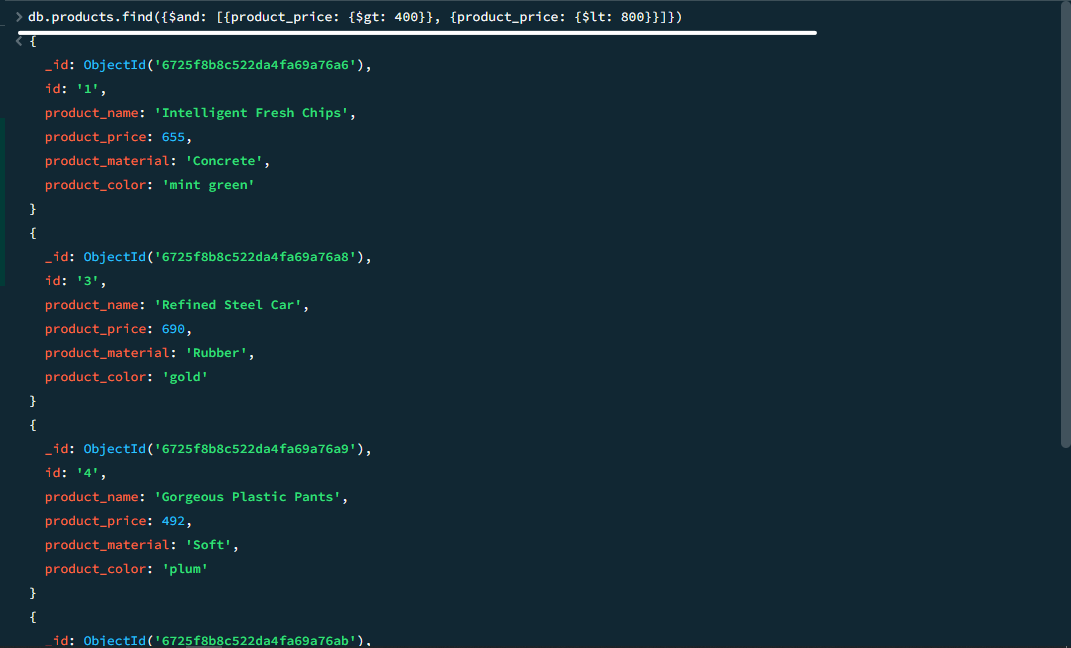 > db.products.find({$and: [{product_price: {$gt: 400}}, {product_price: {$lt: 800}}]})
< {
_id: ObjectId('6725f8b8c522da4fa69a76a6'),
id: '1',
product_name: 'Intelligent Fresh Chips',
product_price: 655,
product_material: 'Concrete',
product_color: 'mint green'
}
{
_id: ObjectId('6725f8b8c522da4fa69a76a8'),
id: '3',
product_name: 'Refined Steel Car',
product_price: 690,
product_material: 'Rubber',
product_color: 'gold'
}
{
_id: ObjectId('6725f8b8c522da4fa69a76a9'),
id: '4',
product_name: 'Gorgeous Plastic Pants',
product_price: 492,
product_material: 'Soft',
product_color: 'plum'
}
{
_id: ObjectId('6725f8b8c522da4fa69a76ab'),